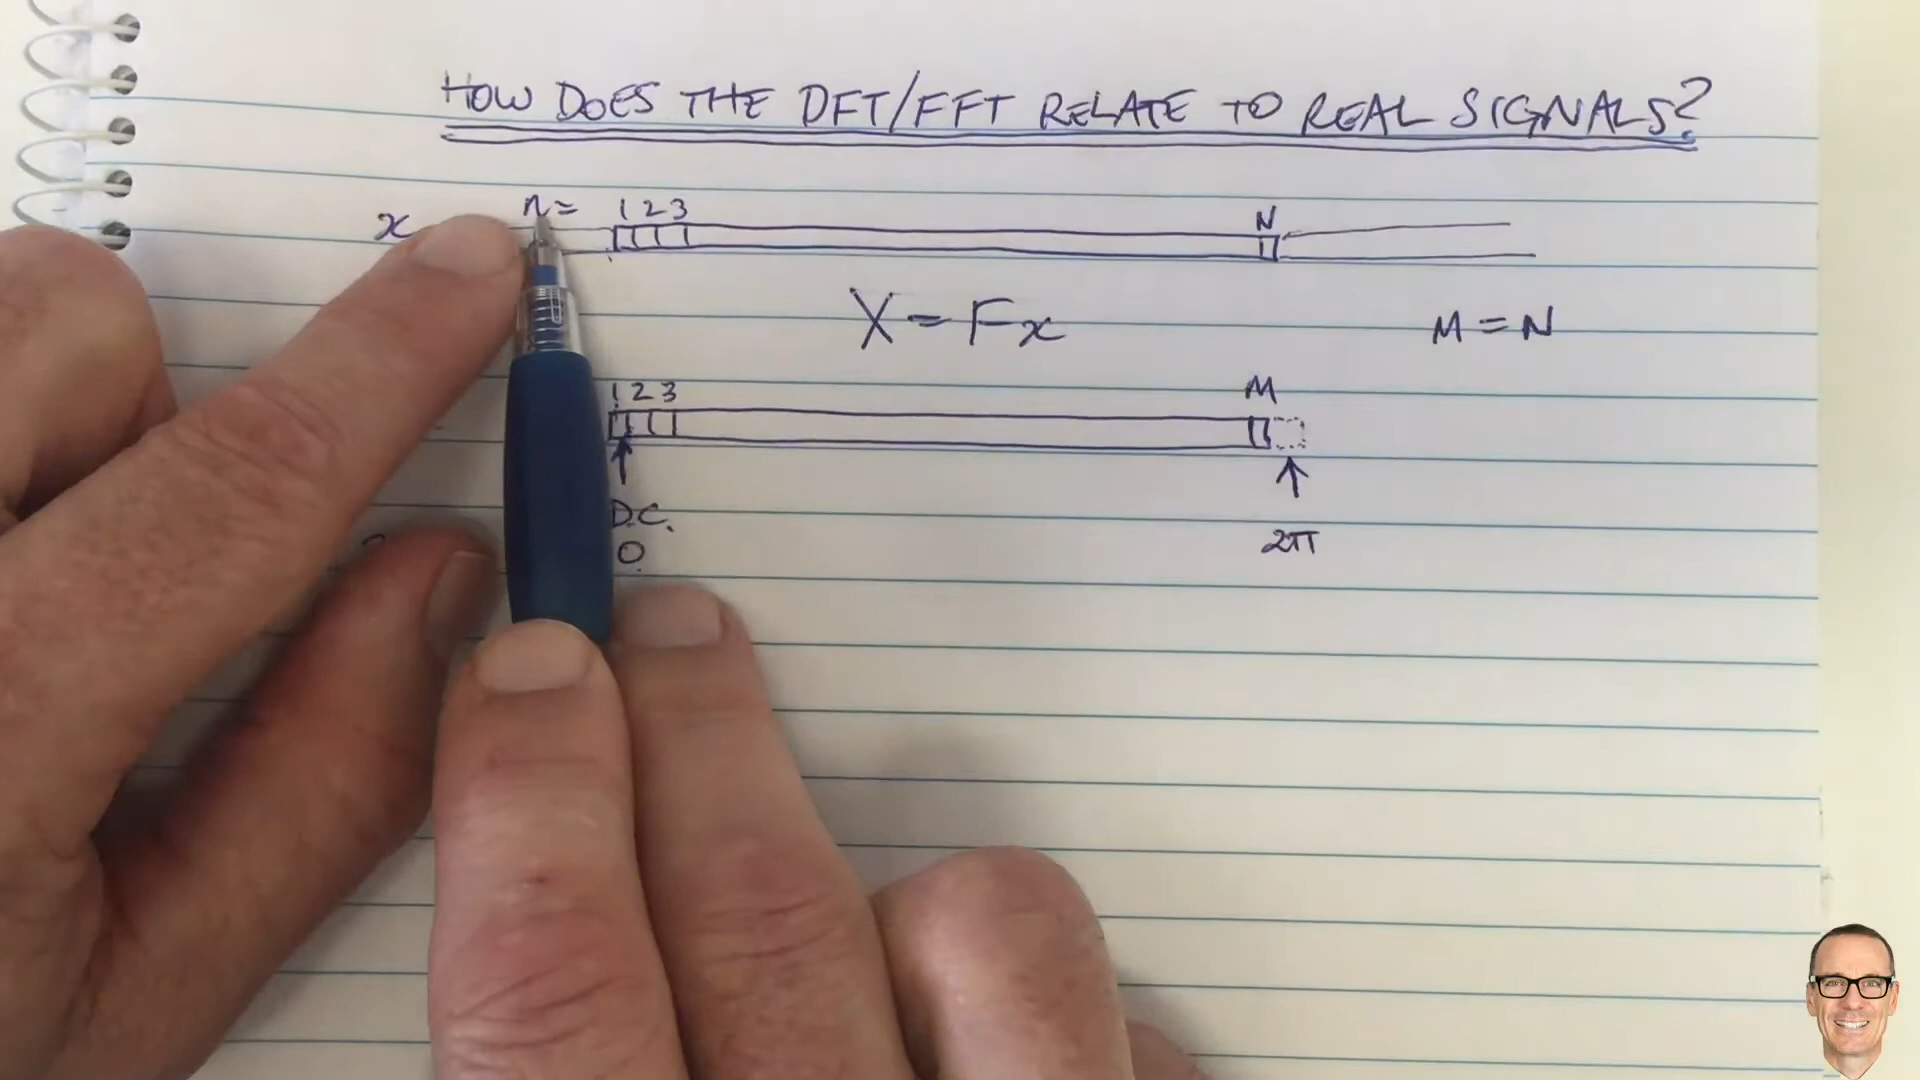 HOW DOES THE DFT/FFT RELATE TO REAL SIGNALS?
x n= 1 2 3 N
X = Fx M = N
1 2 3 M
D.C. 2π
0